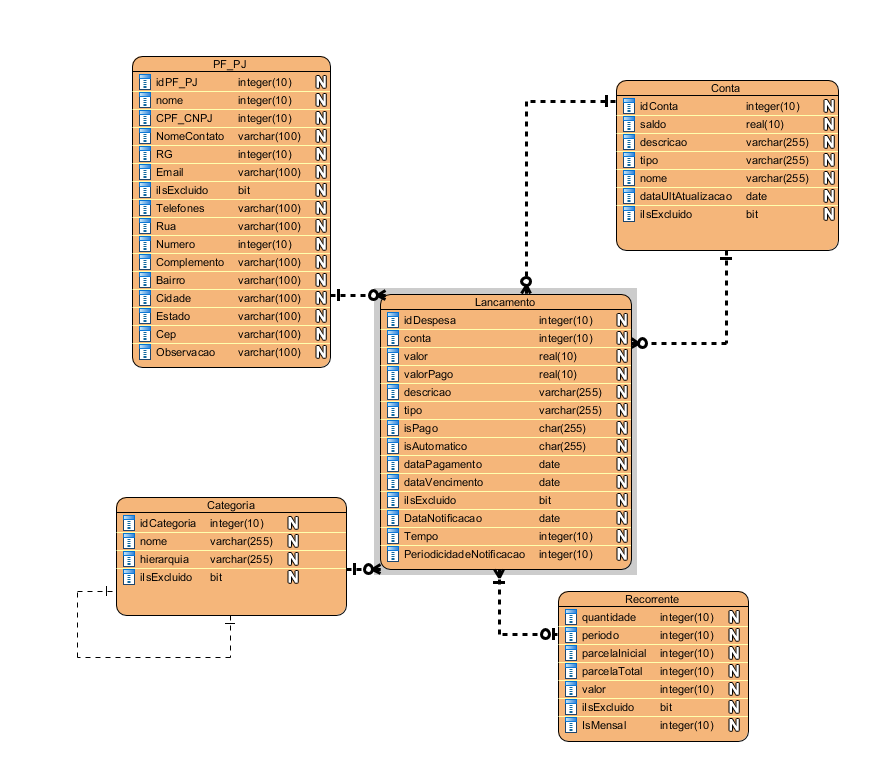 PF_PJ
idPF_PJ integer(10) N
nome integer(10) N
CPF_CNPJ integer(10) N
NomeContato varchar(100) N
RG integer(10) N
Email varchar(100) N
ilsExcluido bit N
Telefones varchar(100) N
Rua varchar(100) N
Numero integer(10) N
Complemento varchar(100) N
Bairro varchar(100) N
Cidade varchar(100) N
Estado varchar(100) N
Cep varchar(100) N
Observacao varchar(100) N
Conta
idConta integer(10) N
saldo real(10) N
descricao varchar(255) N
tipo varchar(255) N
nome varchar(255) N
dataUltAtualizacao date N
ilsExcluido bit N
Lancamento
idDespesa integer(10) N
conta integer(10) N
valor real(10) N
valorPago real(10) N
descricao varchar(255) N
tipo varchar(255) N
isPago char(255) N
isAutomatico char(255) N
dataPagamento date N
dataVencimento date N
ilsExcluido bit N
DataNotificacao date N
Tempo integer(10) N
PeriodicidadeNotificacao integer(10) N
Categoria
idCategoria integer(10) N
nome varchar(255) N
hierarquia varchar(255) N
ilsExcluido bit N
Recorrente
quantidade integer(10) N
periodo integer(10) N
parcelaInicial integer(10) N
parcelaTotal integer(10) N
valor integer(10) N
ilsExcluido bit N
IsMensal integer(10) N